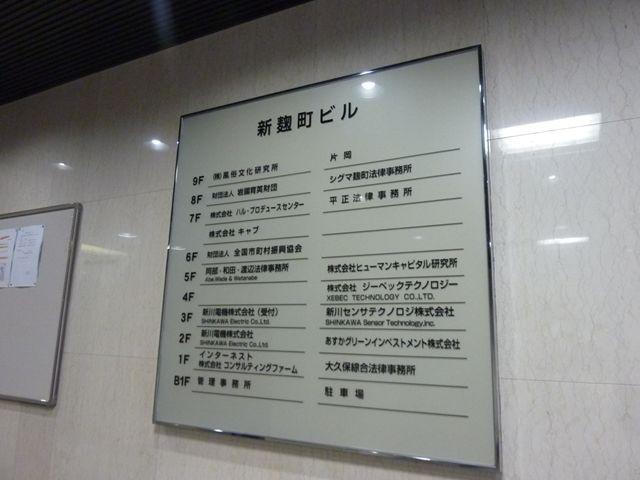 新麹町ビル
9F (株)風俗文化研究所 片岡
8F 財団法人 岩國育英財団 シグマ麹町法律事務所
7F 株式会社 ハル・プロデュースセンター 平正法律事務所
株式会社 キャブ
6F 財団法人 全国市町村振興協会
5F 阿部・和田・渡辺法律事務所 株式会社ヒューマンキャピタル研究所
Abe,Wada & Watanabe
4F 株式会社 ジーベックテクノロジー
XEBEC TECHNOLOGY CO.,LTD.
3F 新川電機株式会社(受付) 新川センサテクノロジ株式会社
SHINKAWA Electric Co.,Ltd. SHINKAWA Sensor Technology,Inc.
2F 新川電機株式会社 あすかグリーンインベストメント株式会社
SHINKAWA Electric Co.,Ltd.
1F インターネスト 大久保綜合法律事務所
株式会社 コンサルティングファーム
B1F 管理事務所 駐車場